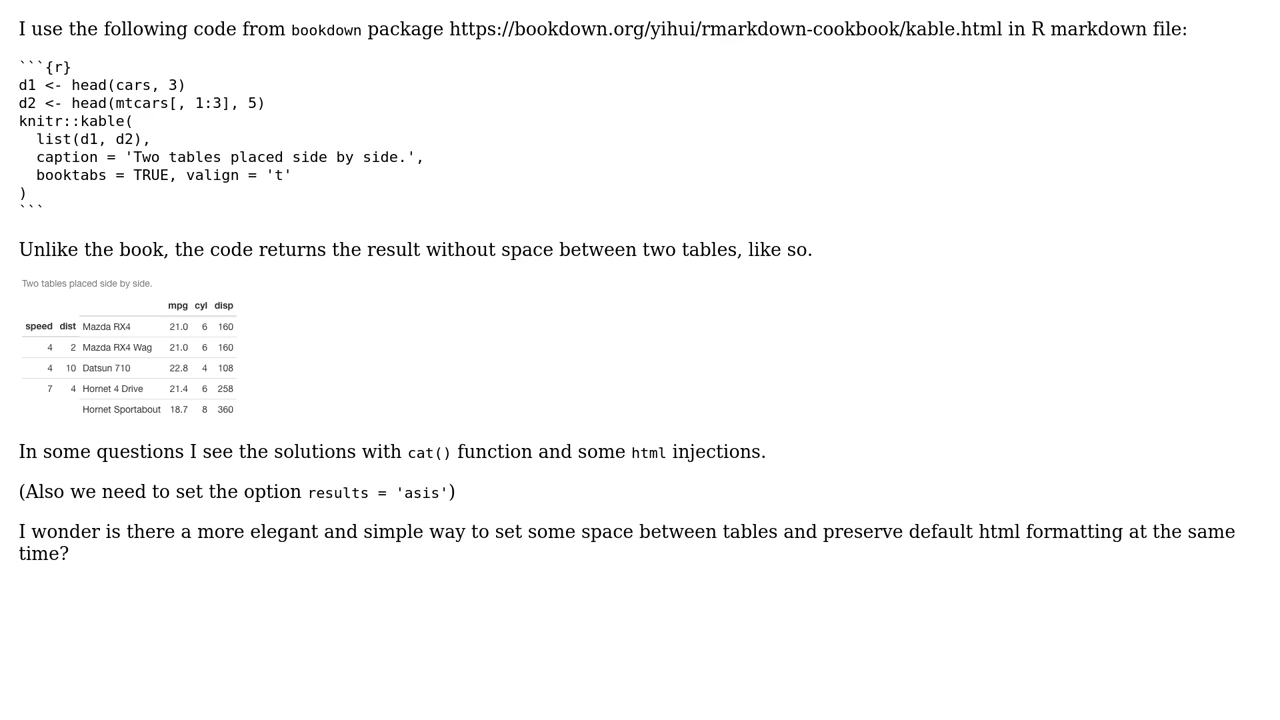 I use the following code from bookdown package https://bookdown.org/yihui/rmarkdown-cookbook/kable.html in R markdown file:
```{r}
d1 <- head(cars, 3)
d2 <- head(mtcars[, 1:3], 5)
knitr::kable(
  list(d1, d2),
  caption = 'Two tables placed side by side.',
  booktabs = TRUE, valign = 't'
)
```
Unlike the book, the code returns the result without space between two tables, like so.
Two tables placed side by side.
mpg cyl disp
speed dist Mazda RX4 21.0 6 160
4 2 Mazda RX4 Wag 21.0 6 160
4 10 Datsun 710 22.8 4 108
7 4 Hornet 4 Drive 21.4 6 258
Hornet Sportabout 18.7 8 360
In some questions I see the solutions with cat() function and some html injections.
(Also we need to set the option results = 'asis')
I wonder is there a more elegant and simple way to set some space between tables and preserve default html formatting at the same
time?